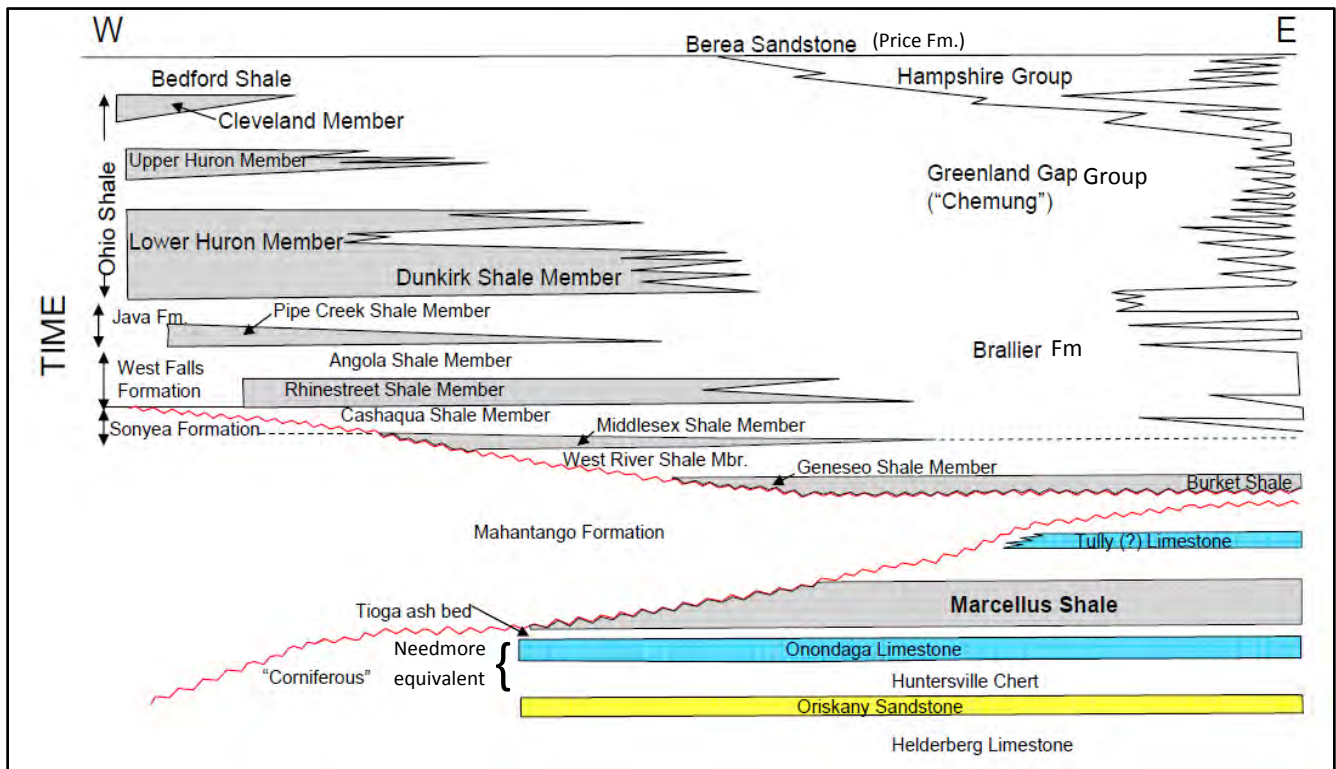 W
E
Berea Sandstone (Price Fm.)
Bedford Shale
Hampshire Group
Cleveland Member
Upper Huron Member
Greenland Gap Group
("Chemung")
Ohio Shale
Lower Huron Member
Dunkirk Shale Member
TIME
Java Fm.
Pipe Creek Shale Member
Angola Shale Member
Brallier Fm
West Falls
Formation
Rhinestreet Shale Member
Cashaqua Shale Member
Sonyea Formation
Middlesex Shale Member
West River Shale Mbr.
Geneseo Shale Member
Burket Shale
Mahantango Formation
Tully (?) Limestone
Marcellus Shale
Tioga ash bed
Needmore
equivalent
{
Onondaga Limestone
"Corniferous"
Huntersville Chert
Oriskany Sandstone
Helderberg Limestone